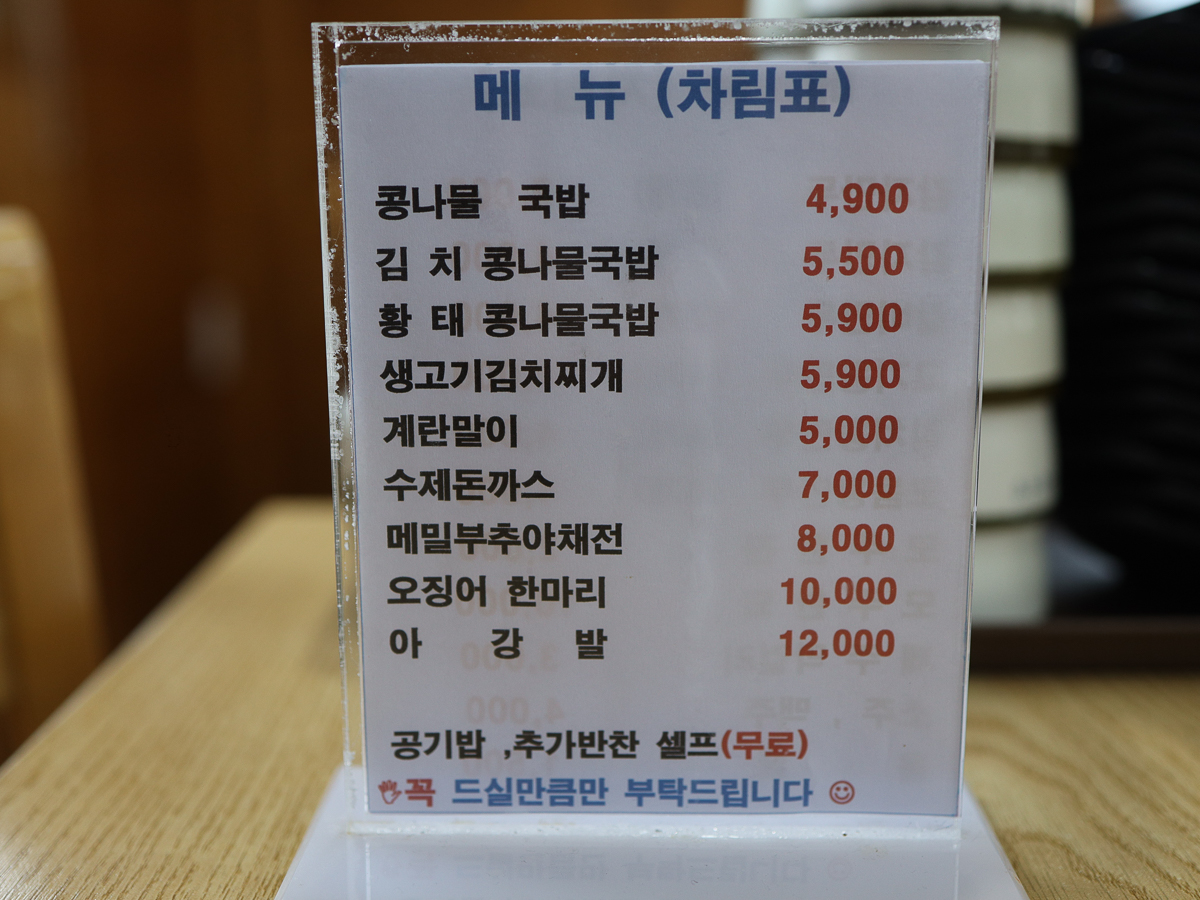 메 뉴 (차림표)
콩나물 국밥 4,900
김 치 콩나물국밥 5,500
황 태 콩나물국밥 5,900
생고기김치찌개 5,900
계란말이 5,000
수제돈까스 7,000
메밀부추야채전 8,000
오징어 한마리 10,000
아 강 발 12,000
공기밥 ,추가반찬 셀프(무료)
꼭 드실만큼만 부탁드립니다